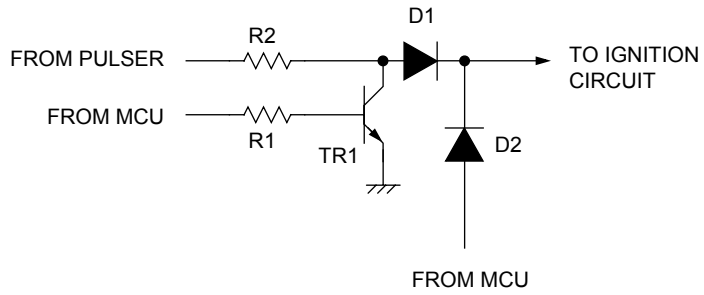 D1
R2
FROM PULSER
TO IGNITION
CIRCUIT
FROM MCU
R1
TR1
D2
FROM MCU